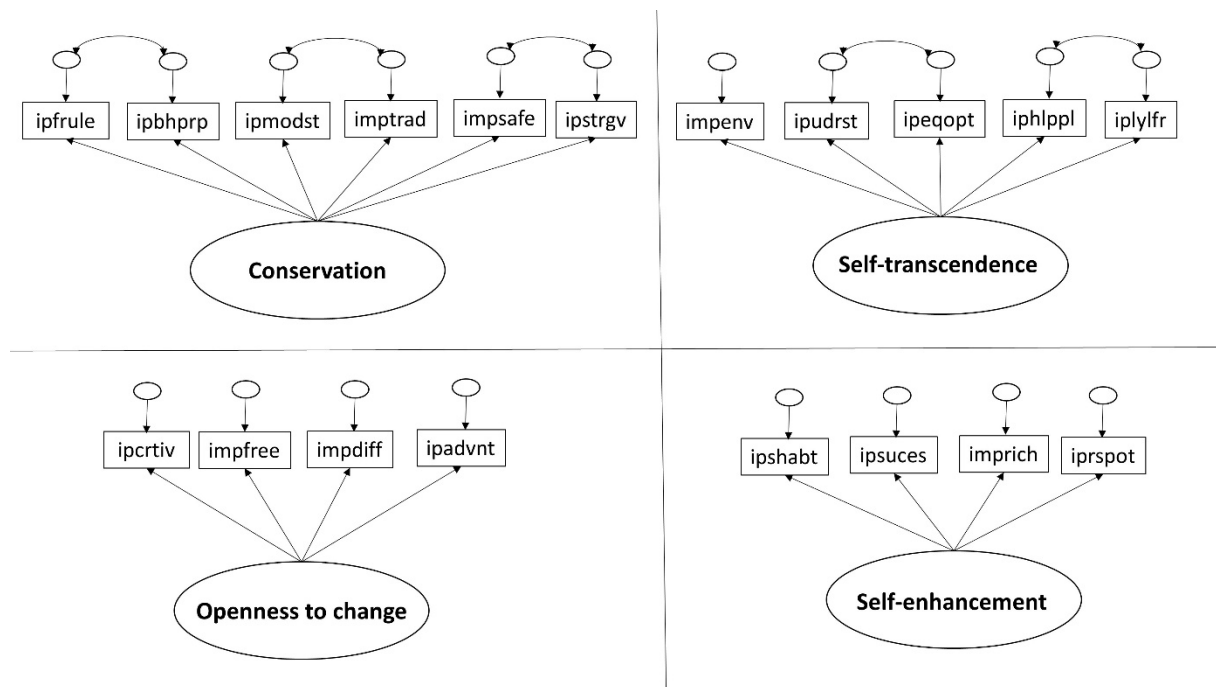 ipfrule
ipbhprp
ipmodst
imptrad
impsafe
ipstrgv
Conservation
impenv
ipudrst
ipeqopt
iphlppl
iplylfr
Self-transcendence
ipcrtiv
impfree
impdiff
ipadvnt
Openness to change
ipshabt
ipsuces
imprich
iprspot
Self-enhancement